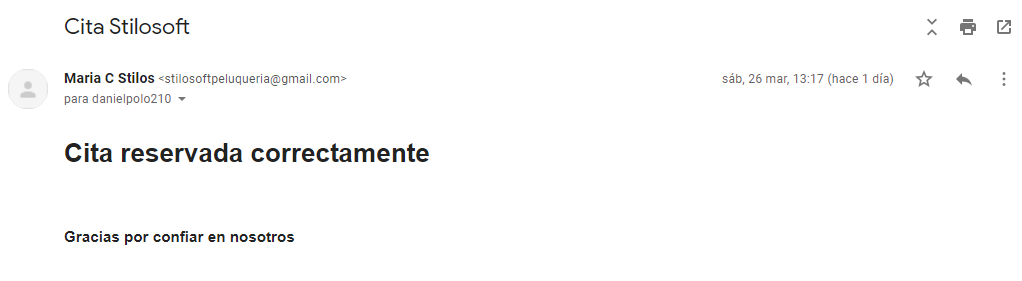 Cita Stilosoft
Maria C Stilos <stilosoftpeluqueria@gmail.com>
sáb, 26 mar, 13:17 (hace 1 día)
para danielpolo210
Cita reservada correctamente
Gracias por confiar en nosotros